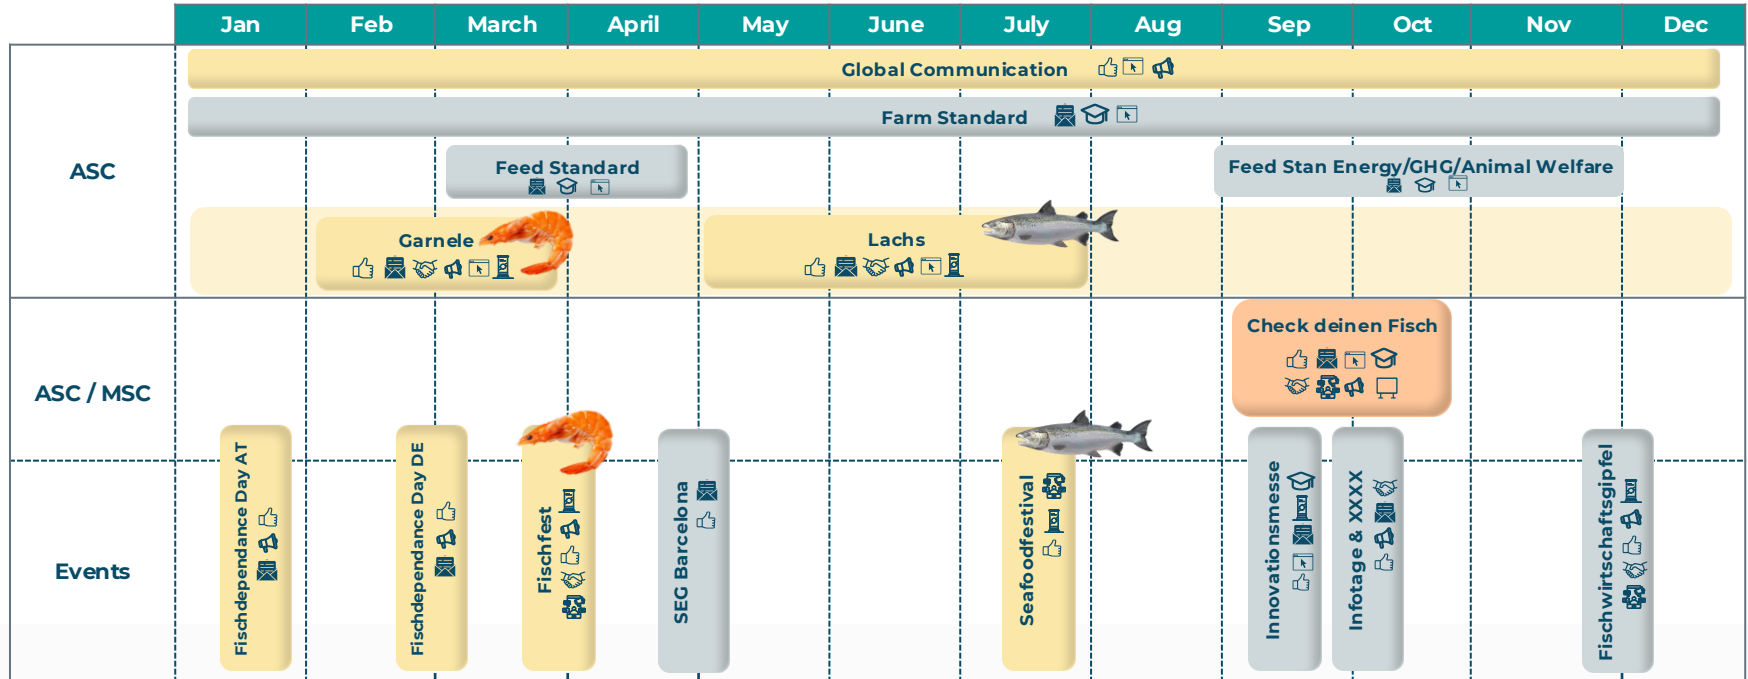 Jan Feb March April May June July Aug Sep Oct Nov Dec
Global Communication
Farm Standard
ASC
Feed Standard
Feed Stan Energy/GHG/Animal Welfare
Garnele
Lachs
ASC / MSC
Check deinen Fisch
Events
Fischdependance Day AT
Fischdependance Day DE
Fischfest
SEG Barcelona
Seafoodfestival
Innovationsmesse
Infotage & XXXX
Fischwirtschaftsgipfel